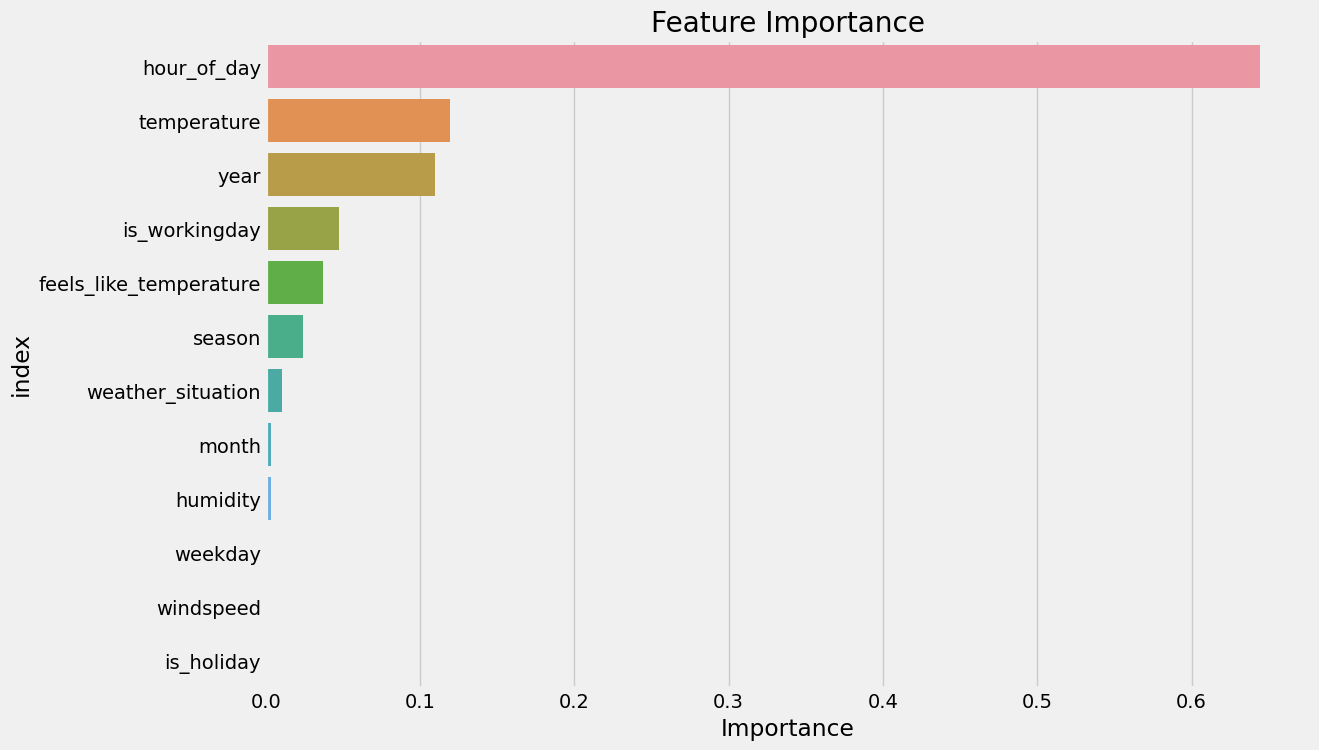 Feature Importance
hour_of_day
temperature
year
is_workingday
feels_like_temperature
season
weather_situation
month
humidity
weekday
windspeed
is_holiday
index
0.0 0.1 0.2 0.3 0.4 0.5 0.6
Importance